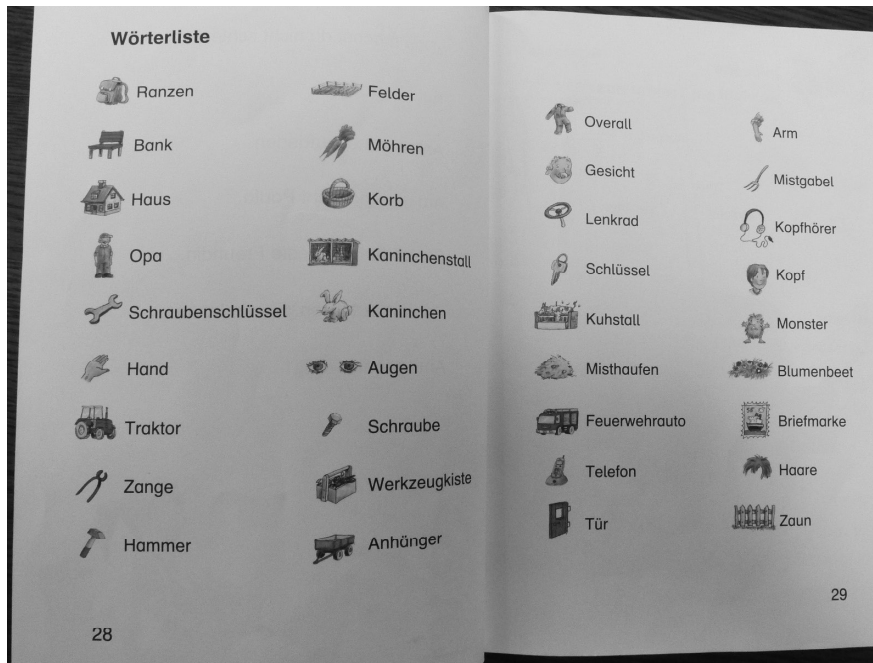 Wörterliste
Ranzen
Bank
Haus
Opa
Schraubenschlüssel
Hand
Traktor
Zange
Hammer
Felder
Möhren
Korb
Kaninchenstall
Kaninchen
Augen
Schraube
Werkzeugkiste
Anhänger
28
Overall
Gesicht
Lenkrad
Schlüssel
Kuhstall
Misthaufen
Feuerwehrauto
Telefon
Tür
Arm
Mistgabel
Kopfhörer
Kopf
Monster
Blumenbeet
Briefmarke
Haare
Zaun
29